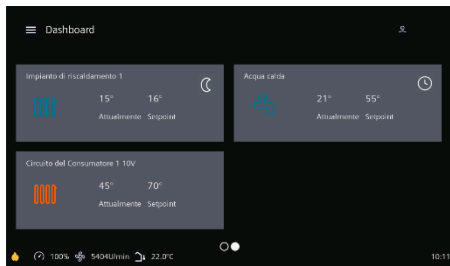 Dashboard
Impianto di riscaldamento 1
15° 16°
Attualmente Setpoint
Acqua calda
21° 55°
Attualmente Setpoint
Circuito del Consumatore 1 10V
45° 70°
Attualmente Setpoint
100% 5404U/min 22.0°C 10:11